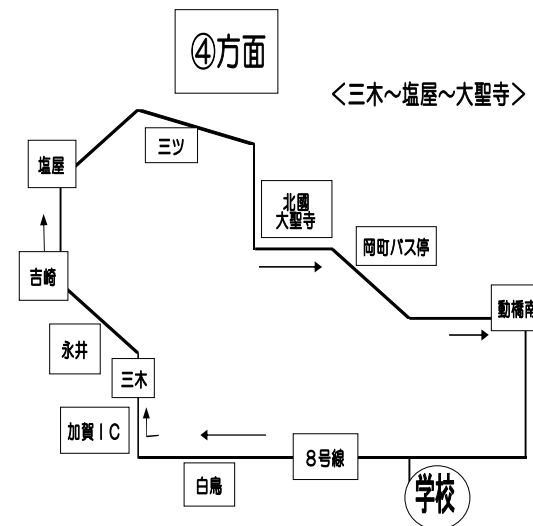 ④方面
＜三木～塩屋～大聖寺＞
三ツ
塩屋
北國
大聖寺
岡町バス停
吉崎
動橋南
永井
三木
加賀ＩＣ
８号線
白鳥
学校